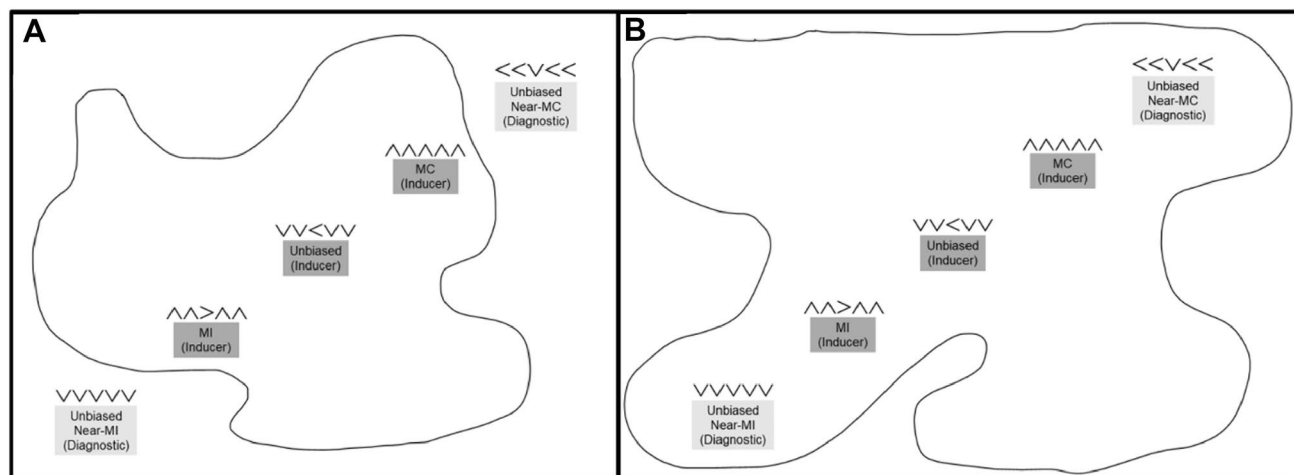 A
<<V<<
Unbiased
Near-MC
(Diagnostic)
ΛΛΛΛΛ
MC
(Inducer)
VV<VV
Unbiased
(Inducer)
ΛΛ>ΛΛ
MI
(Inducer)
VVVVV
Unbiased
Near-MI
(Diagnostic)
B
<<V<<
Unbiased
Near-MC
(Diagnostic)
ΛΛΛΛΛ
MC
(Inducer)
VV<VV
Unbiased
(Inducer)
ΛΛ>ΛΛ
MI
(Inducer)
VVVVV
Unbiased
Near-MI
(Diagnostic)